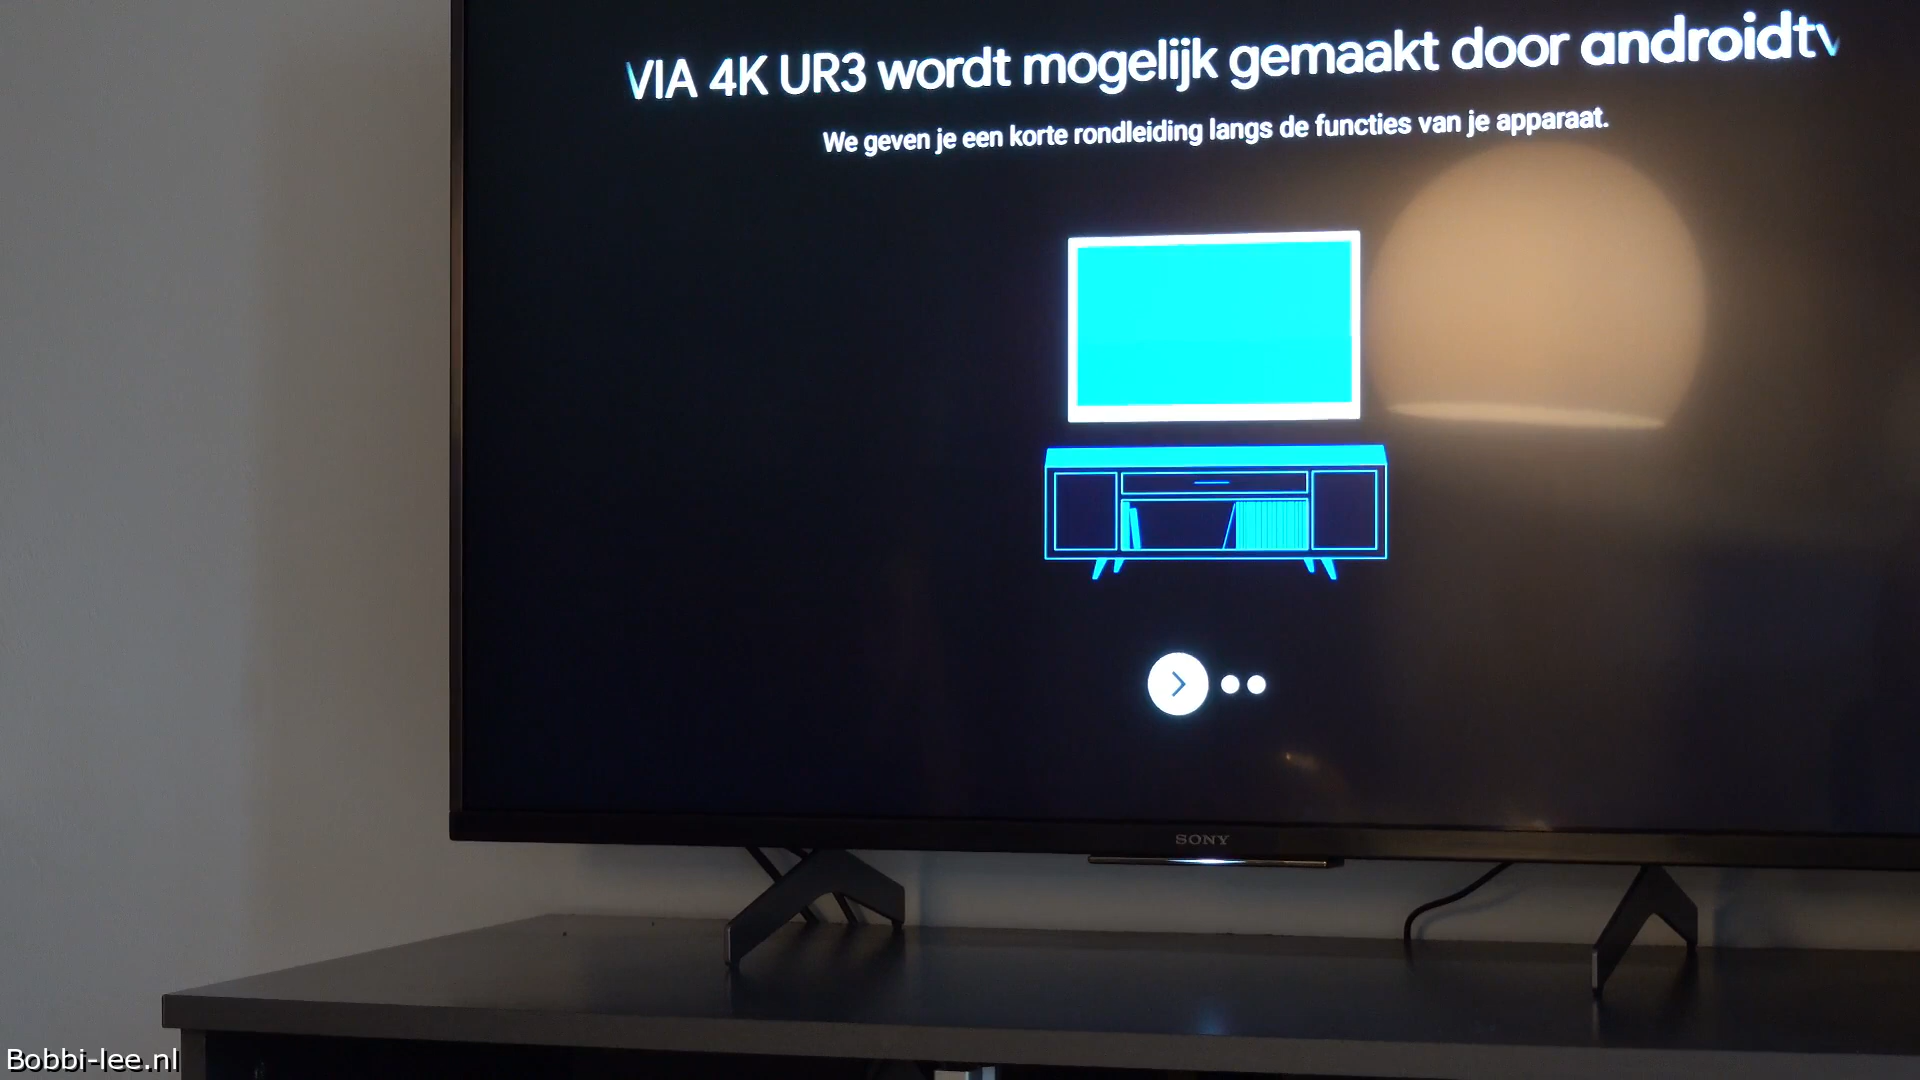 VIA 4K UR3 wordt mogelijk gemaakt door androidtv
We geven je een korte rondleiding langs de functies van je apparaat.
SONY
Bobbi-lee.nl